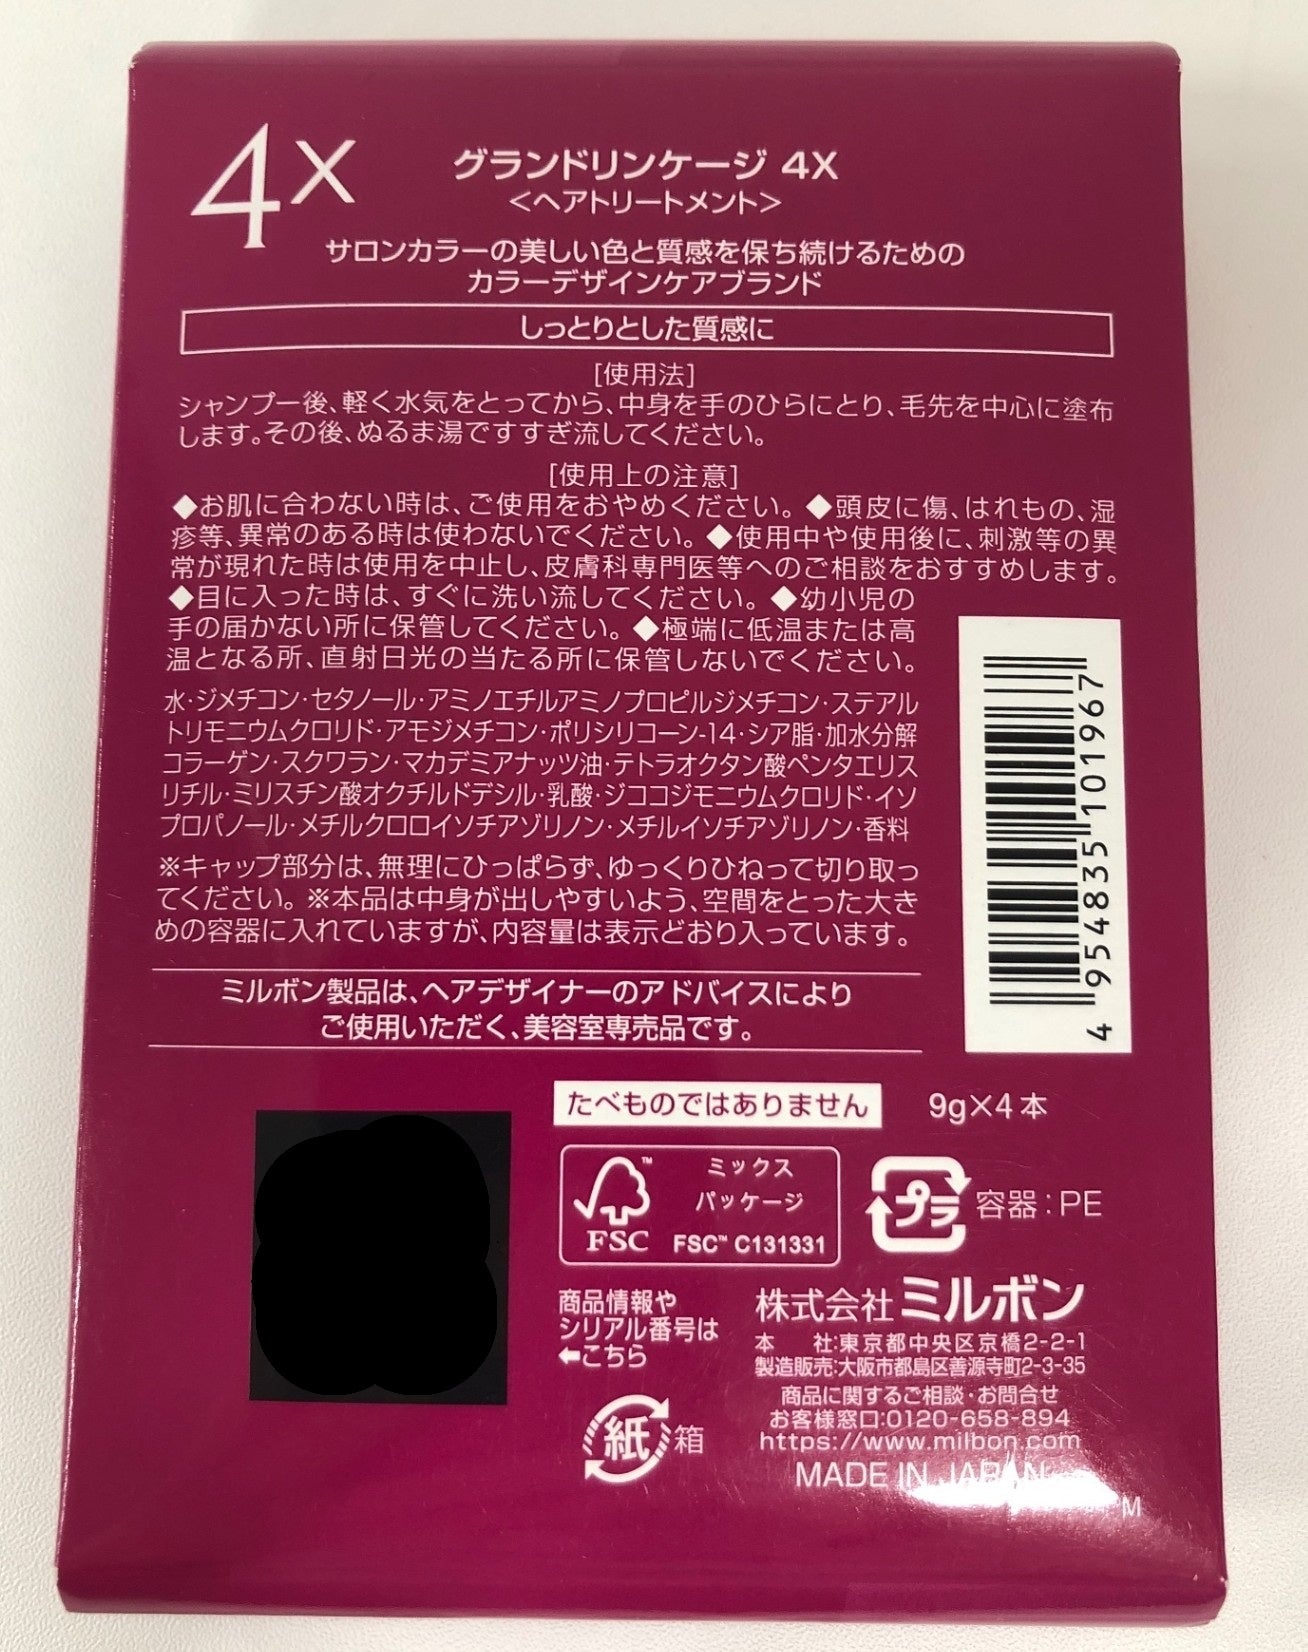 4X
グランドリンケージ 4X
<ヘアトリートメント>
サロンカラーの美しい色と質感を保ち続けるための
カラーデザインケアブランド
しっとりとした質感に
[使用法]
シャンプー後、軽く水気をとってから、中身を手のひらにとり、毛先を中心に塗布
します。その後、ぬるま湯ですすぎ流してください。
[使用上の注意]
◆お肌に合わない時は、ご使用をおやめください。◆頭皮に傷、はれもの、湿
疹等、異常のある時は使わないでください。◆使用中や使用後に、刺激等の異
常が現れた時は使用を中止し、皮膚科専門医等へのご相談をおすすめします。
◆目に入った時は、すぐに洗い流してください。◆幼小児の
手の届かない所に保管してください。◆極端に低温または高
温となる所、直射日光の当たる所に保管しないでください。
水・ジメチコン・セタノール・アミノエチルアミノプロピルジメチコン・ステアル
トリモニウムクロリド・アモジメチコン・ポリシリコーン-14・シア脂・加水分解
コラーゲン・スクワラン・マカデミアナッツ油・テトラオクタン酸ペンタエリス
リチル・ミリスチン酸オクチルドデシル・乳酸・ジココジモニウムクロリド・イソ
プロパノール・メチルクロロイソチアゾリノン・メチルイソチアゾリノン・香料
※キャップ部分は、無理にひっぱらず、ゆっくりひねって切り取っ
てください。※本品は中身が出しやすいよう、空間をとった大き
めの容器に入れていますが、内容量は表示どおり入っています。
ミルボン製品は、ヘアデザイナーのアドバイスにより
ご使用いただく、美容室専売品です。
4 954835 101967
たべものではありません
9g×4本
FSC™
ミックス
パッケージ
FSC™ C131331
プラ
容器:PE
商品情報や
シリアル番号は
←こちら
紙
箱
株式会社ミルボン
本 社:東京都中央区京橋2-2-1
製造販売:大阪市都島区善源寺町2-3-35
商品に関するご相談・お問合せ
お客様窓口:0120-658-894
https://www.milbon.com
MADE IN JAPAN
M